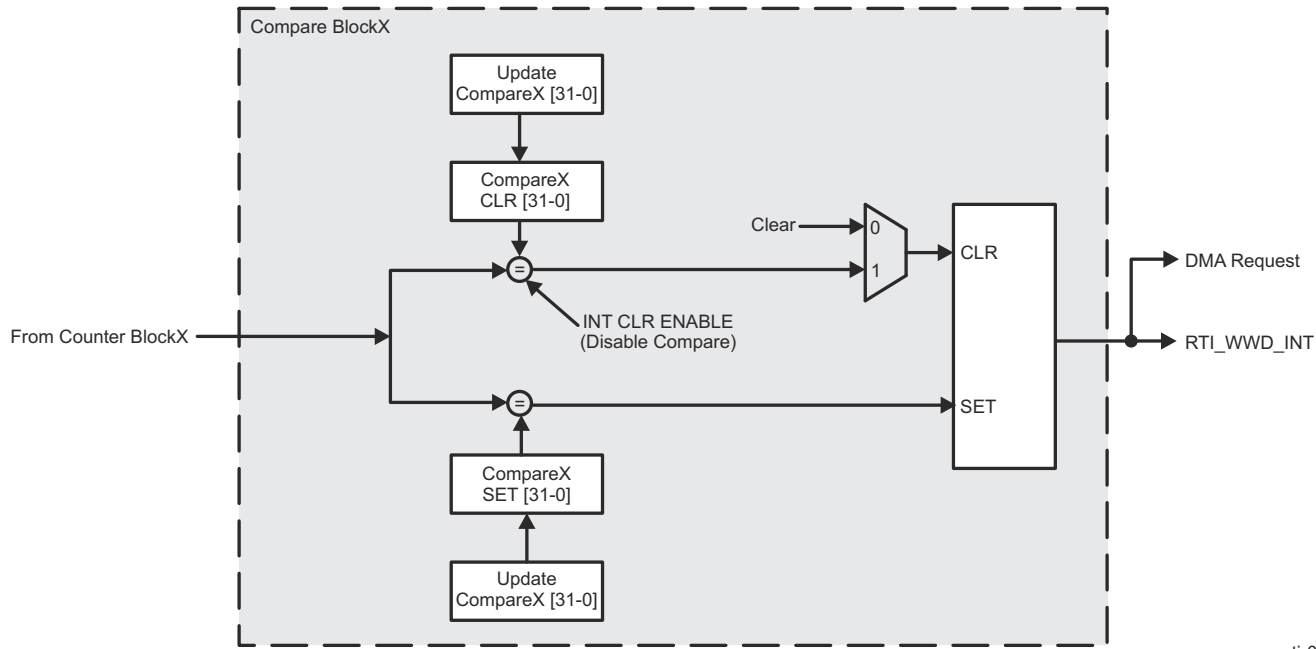 Compare BlockX
Update
CompareX [31-0]
CompareX
CLR [31-0]
Clear
0
1
CLR
DMA Request
=
INT CLR ENABLE
(Disable Compare)
From Counter BlockX
RTI_WWD_INT
=
SET
CompareX
SET [31-0]
Update
CompareX [31-0]